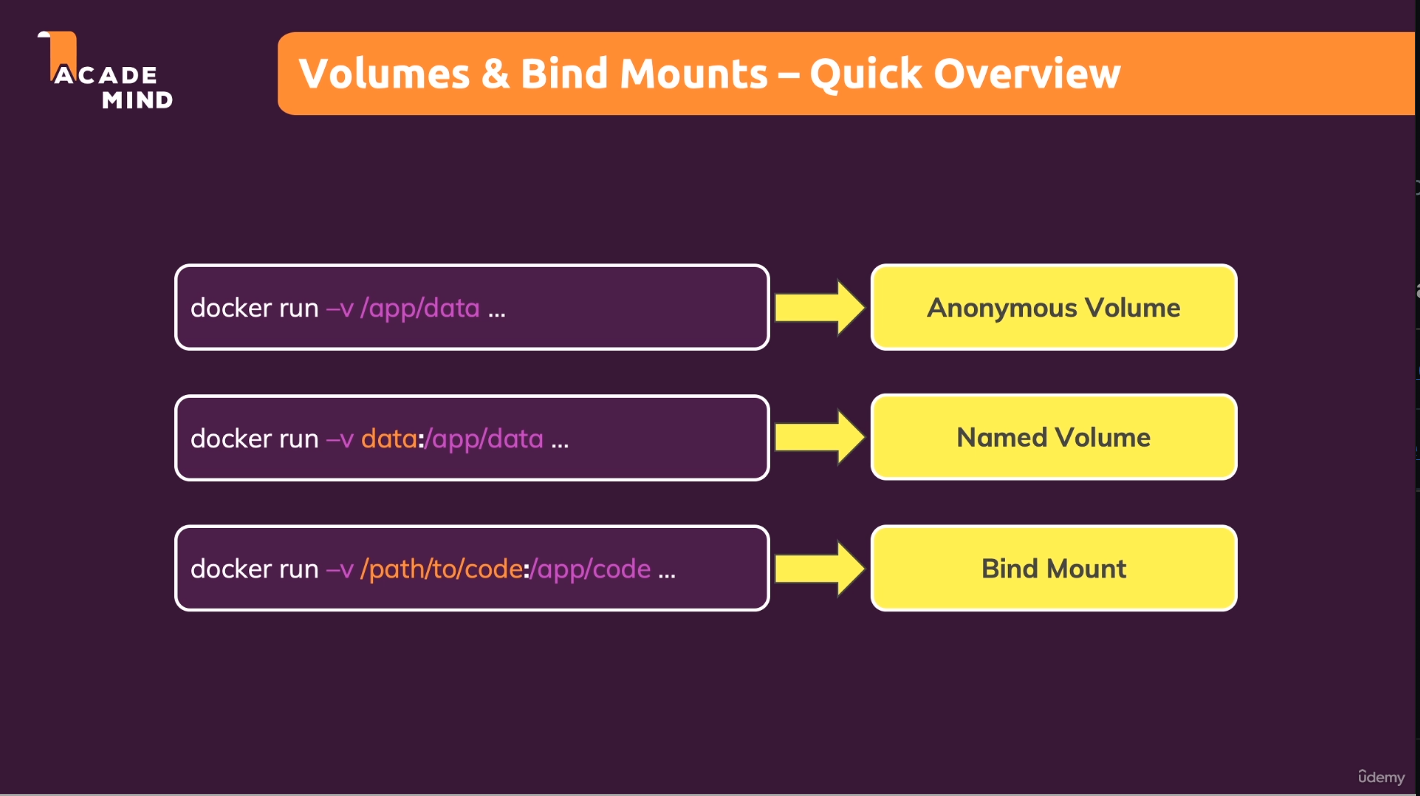 ACADE
MIND
Volumes & Bind Mounts – Quick Overview
docker run –v /app/data ...
Anonymous Volume
docker run –v data:/app/data ...
Named Volume
docker run –v /path/to/code:/app/code ...
Bind Mount
ûdemy